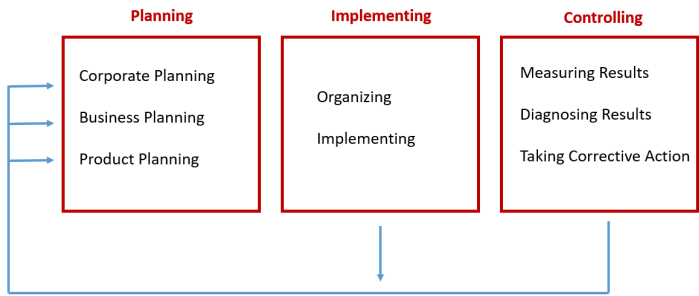 Planning
Corporate Planning
Business Planning
Product Planning
Implementing
Organizing
Implementing
Controlling
Measuring Results
Diagnosing Results
Taking Corrective Action